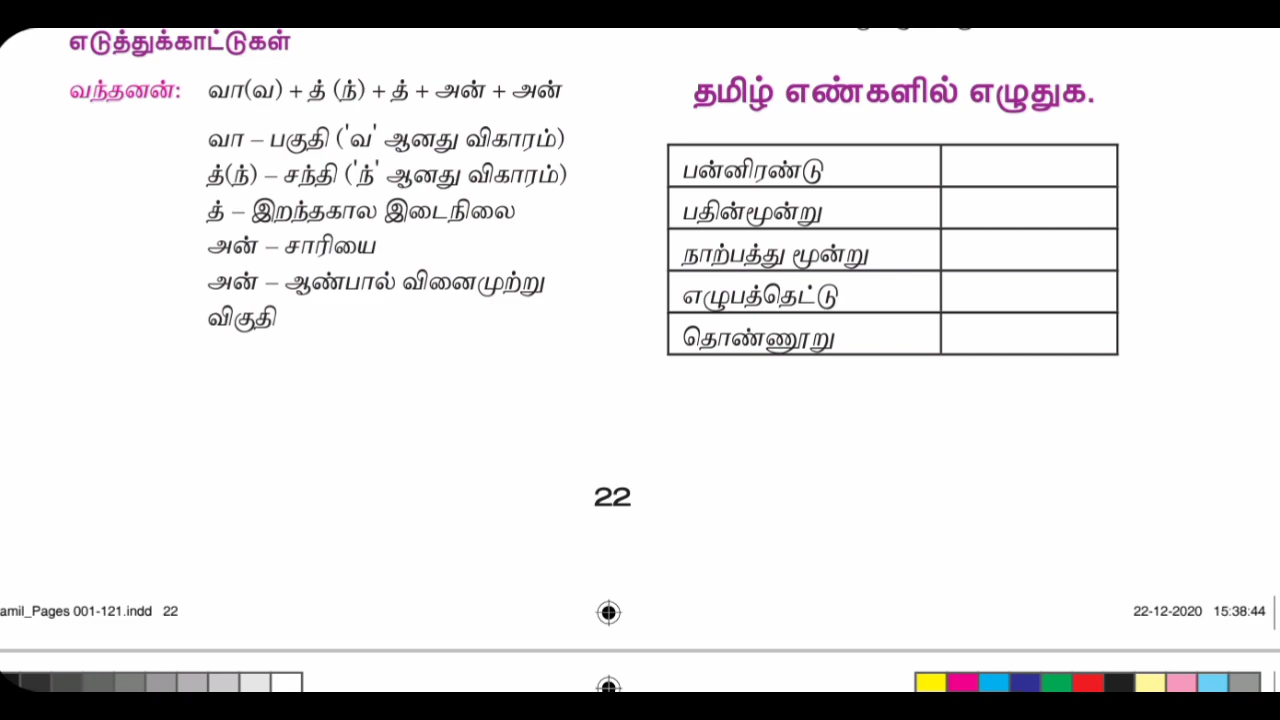 எடுத்துக்காட்டுகள்
வந்தனன்: வா(வ) + த் (ந்) + த் + அன் + அன்
வா – பகுதி ('வ' ஆனது விகாரம்)
த்(ந்) – சந்தி ('ந்' ஆனது விகாரம்)
த் – இறந்தகால இடைநிலை
அன் – சாரியை
அன் – ஆண்பால் வினைமுற்று
விகுதி
தமிழ் எண்களில் எழுதுக.
பன்னிரண்டு
பதின்மூன்று
நாற்பத்து மூன்று
எழுபத்தெட்டு
தொண்ணூறு
22
amil_Pages 001-121.indd 22
22-12-2020 15:38:44